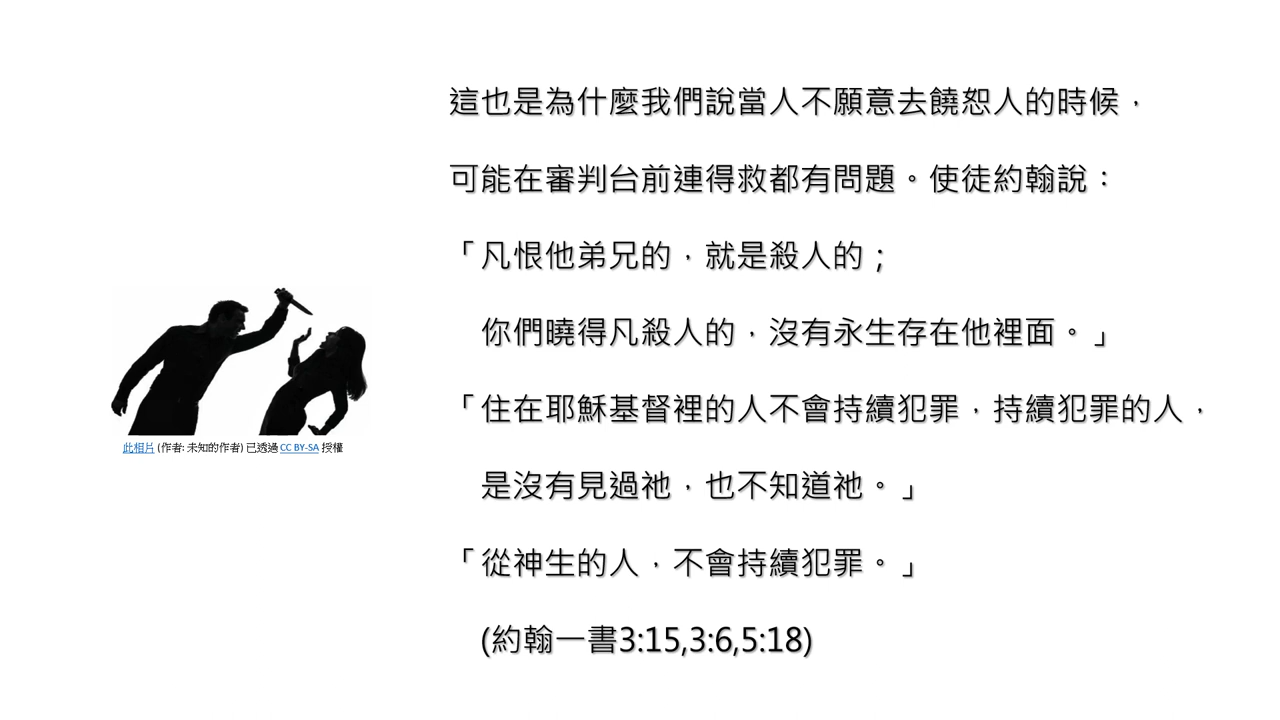 這也是為什麼我們說當人不願意去饒恕人的時候，
可能在審判台前連得救都有問題。使徒約翰說：
「凡恨他弟兄的，就是殺人的；
你們曉得凡殺人的，沒有永生存在他裡面。」
「住在耶穌基督裡的人不會持續犯罪，持續犯罪的人，
是沒有見過祂，也不知道祂。」
「從神生的人，不會持續犯罪。」
(約翰一書3:15,3:6,5:18)
此相片 (作者: 未知的作者) 已透過 CC BY-SA 授權